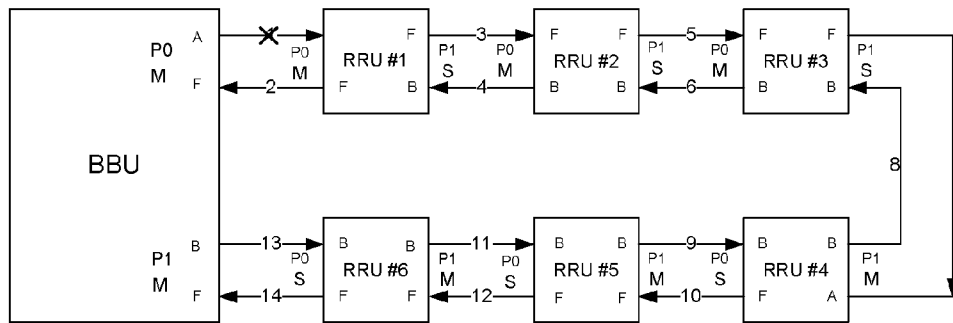 A F 3 F F 5 F F
P0 P0 RRU #1 P1 P0 RRU #2 P1 P0 RRU #3 P1
M M S M S M S
F 2 F B 4 B B 6 B B
BBU 8
B 13 B B 11 B B 9 B B
P1 P0 RRU #6 P1 P0 RRU #5 P1 P0 RRU #4 P1
M S M S M S M
F 14 F F 12 F F 10 F A